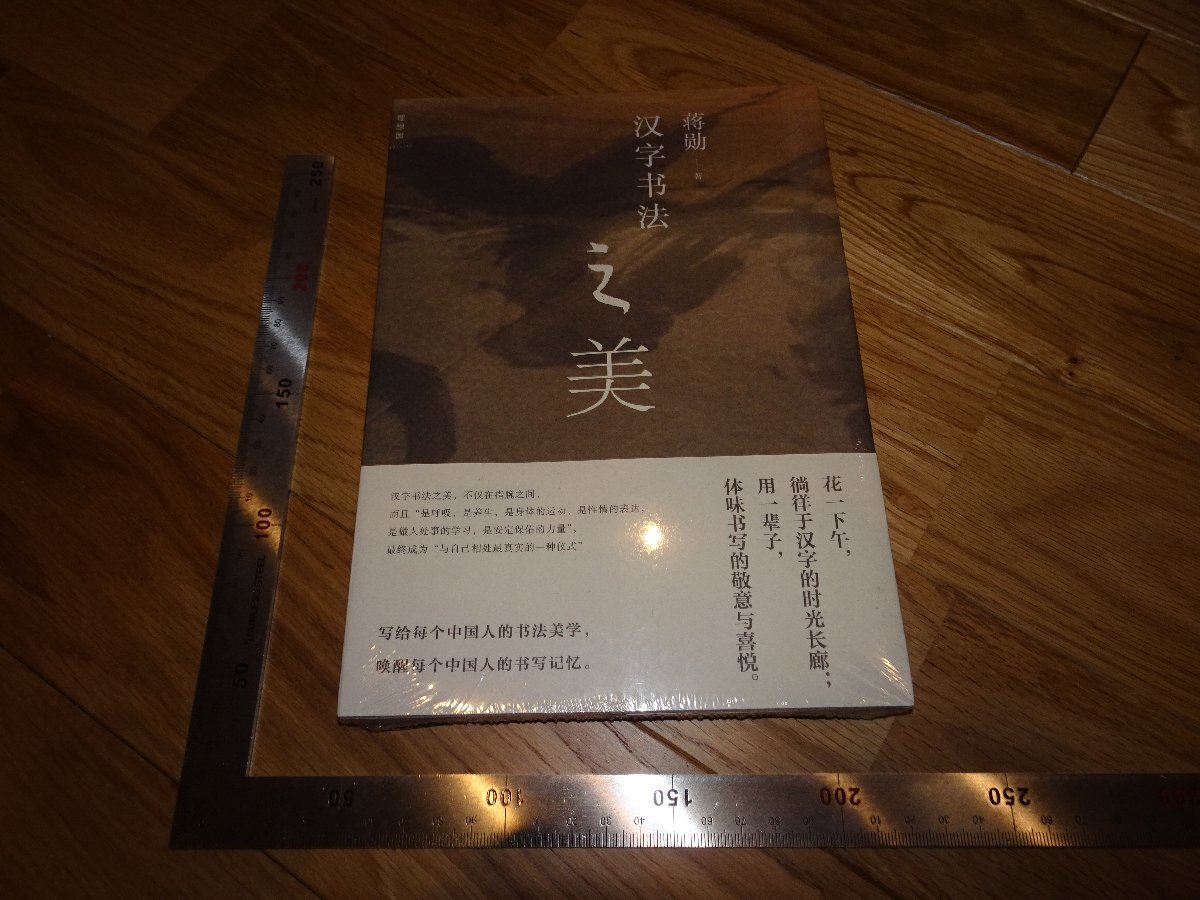 蒋勋
著
汉字书法
之
美
花一下午，
徜徉于汉字的时光长廊；
用一辈子，
体味书写的敬意与喜悦。
汉字书法之美，不仅在指腕之间，
而且“是呼吸，是养生，是身体的运动，是性情的表达，
是做人处事的学习，是安定保佑的力量”，
最终成为“与自己相处最真实的一种仪式”
写给每个中国人的书法美学，
唤醒每个中国人的书写记忆。
250
200
150
100
50
50
100
150
200
250